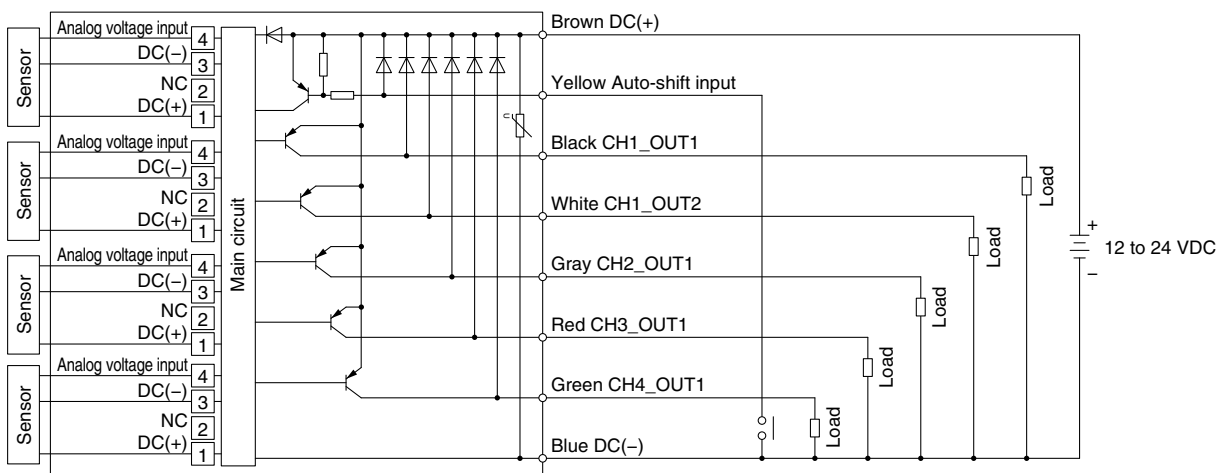 Sensor
Analog voltage input 4
DC(−) 3
NC 2
DC(+) 1
Sensor
Analog voltage input 4
DC(−) 3
NC 2
DC(+) 1
Sensor
Analog voltage input 4
DC(−) 3
NC 2
DC(+) 1
Sensor
Analog voltage input 4
DC(−) 3
NC 2
DC(+) 1
Main circuit
Brown DC(+)
Yellow Auto-shift input
Black CH1_OUT1
White CH1_OUT2
Gray CH2_OUT1
Red CH3_OUT1
Green CH4_OUT1
Blue DC(−)
Load
Load
Load
Load
Load
+
12 to 24 VDC
−